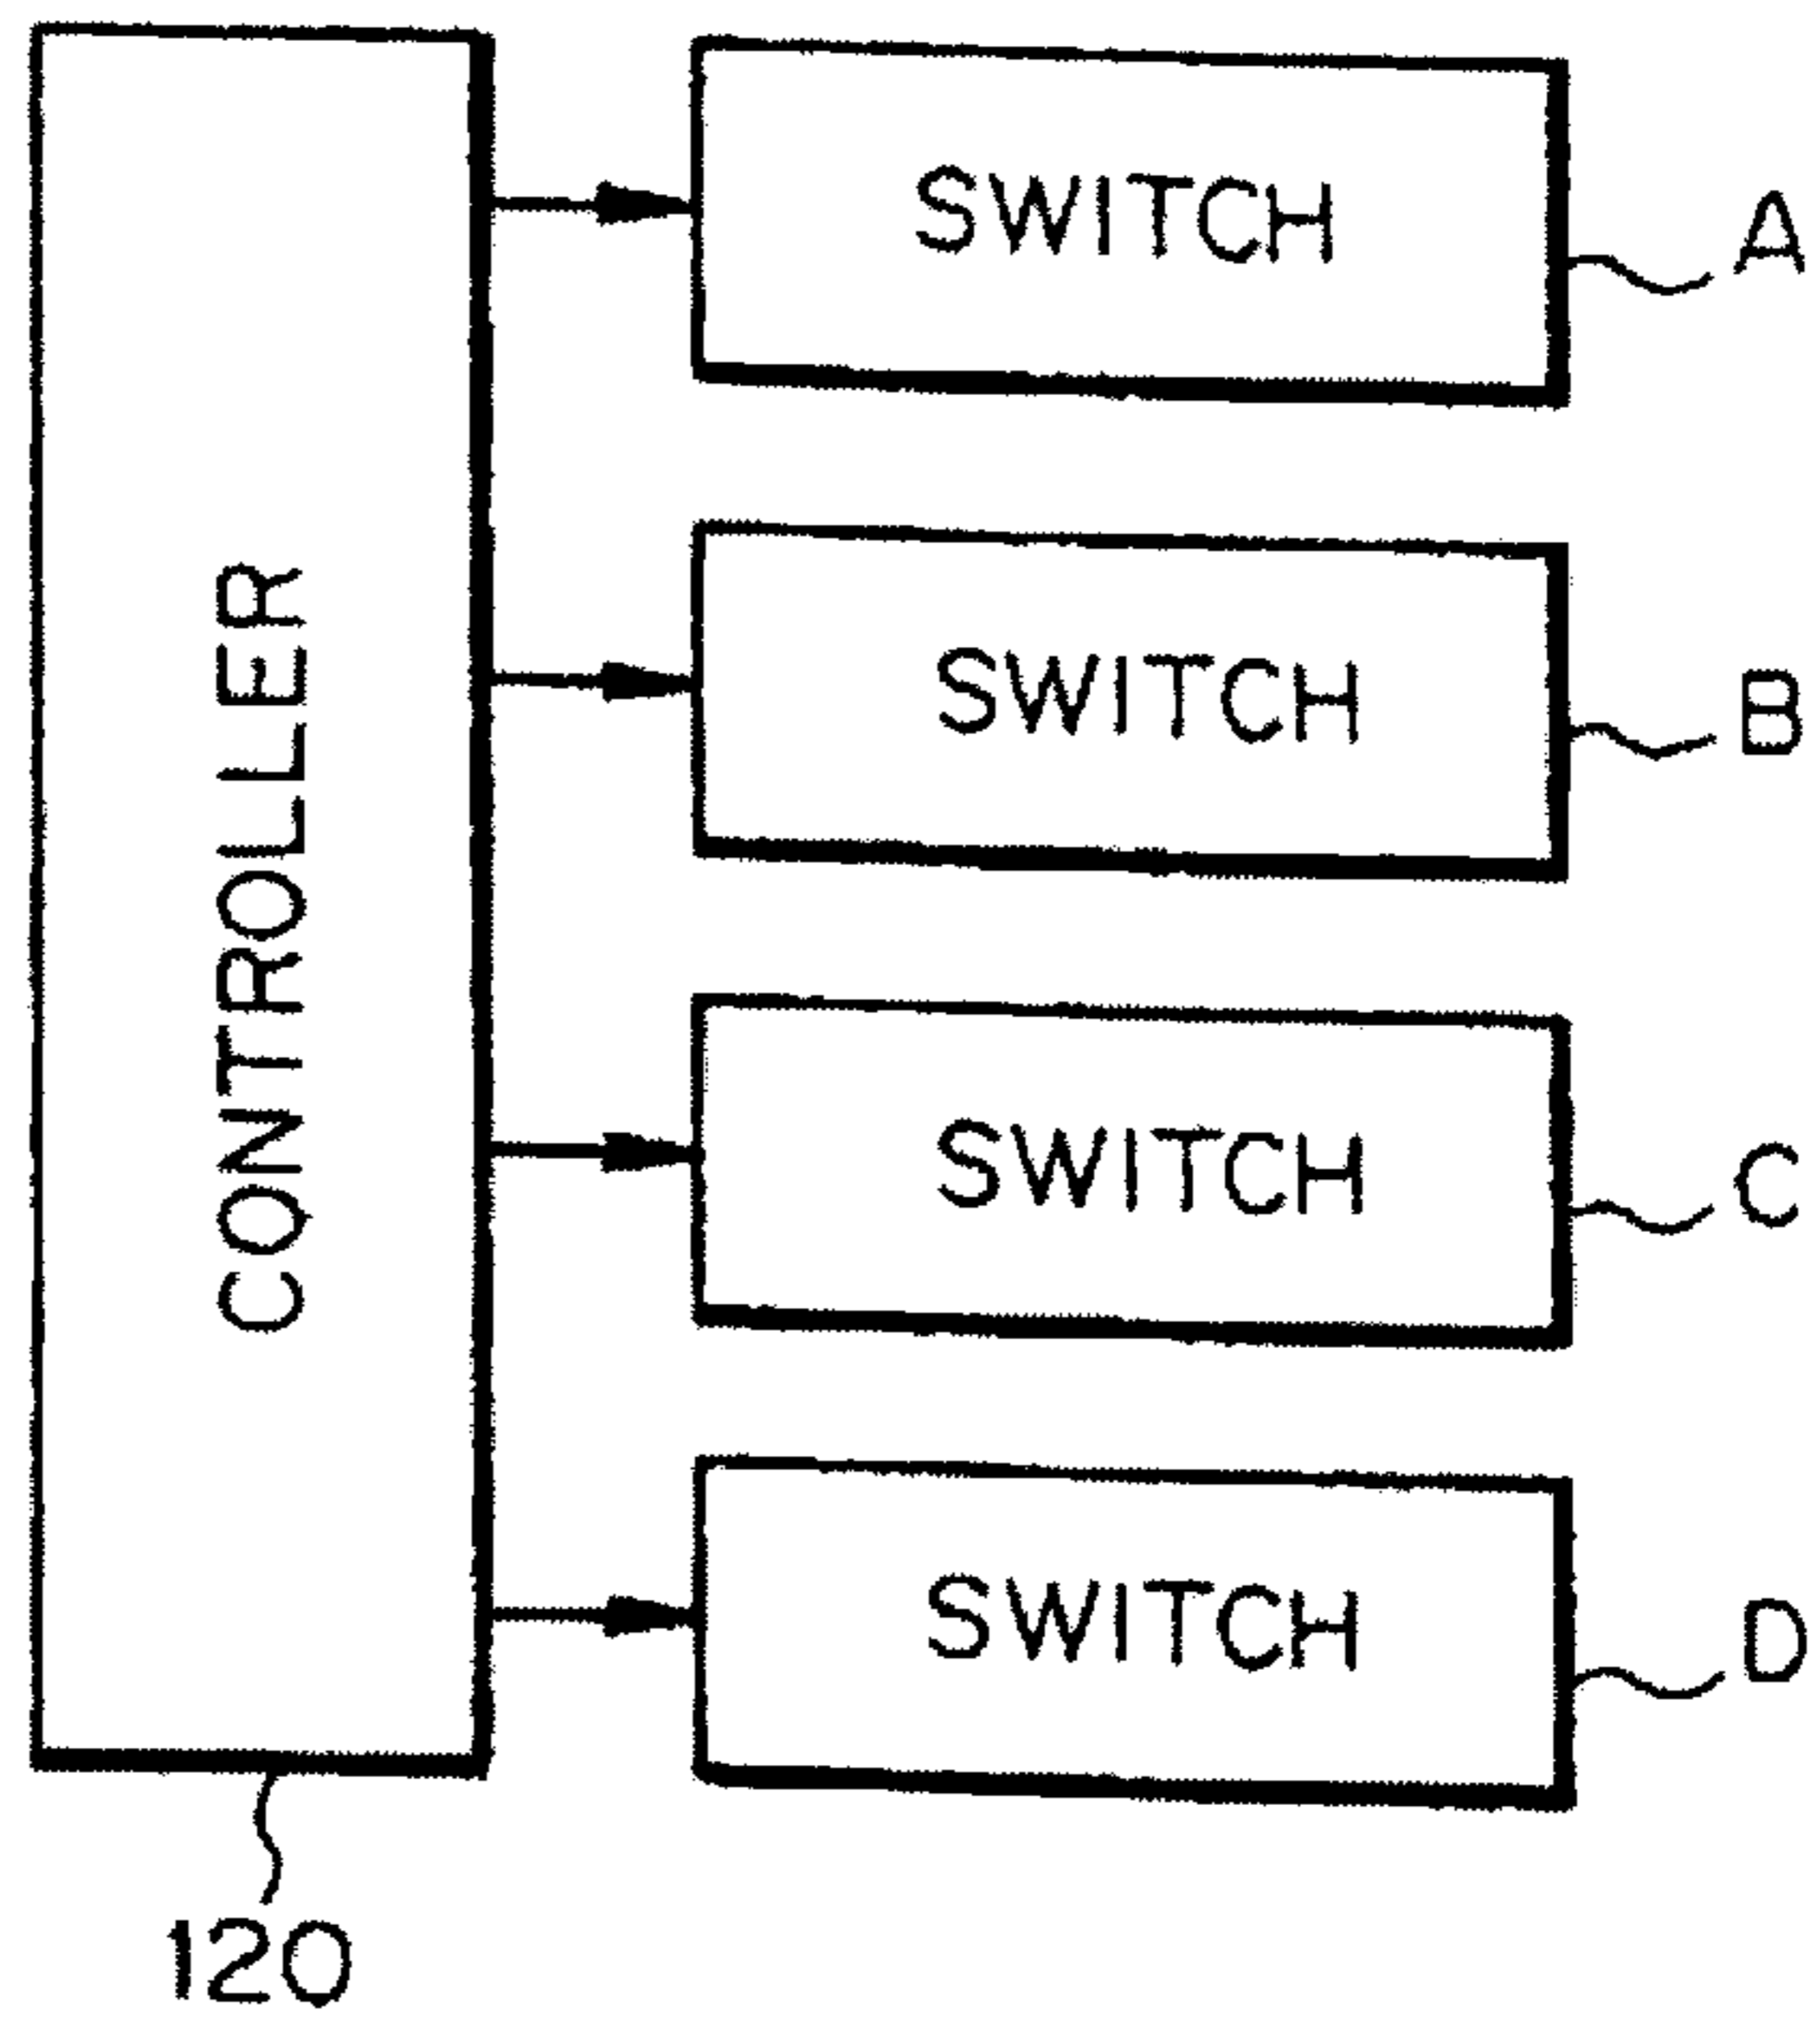 CONTROLLER
SWITCH
A
SWITCH
B
SWITCH
C
SWITCH
D
120